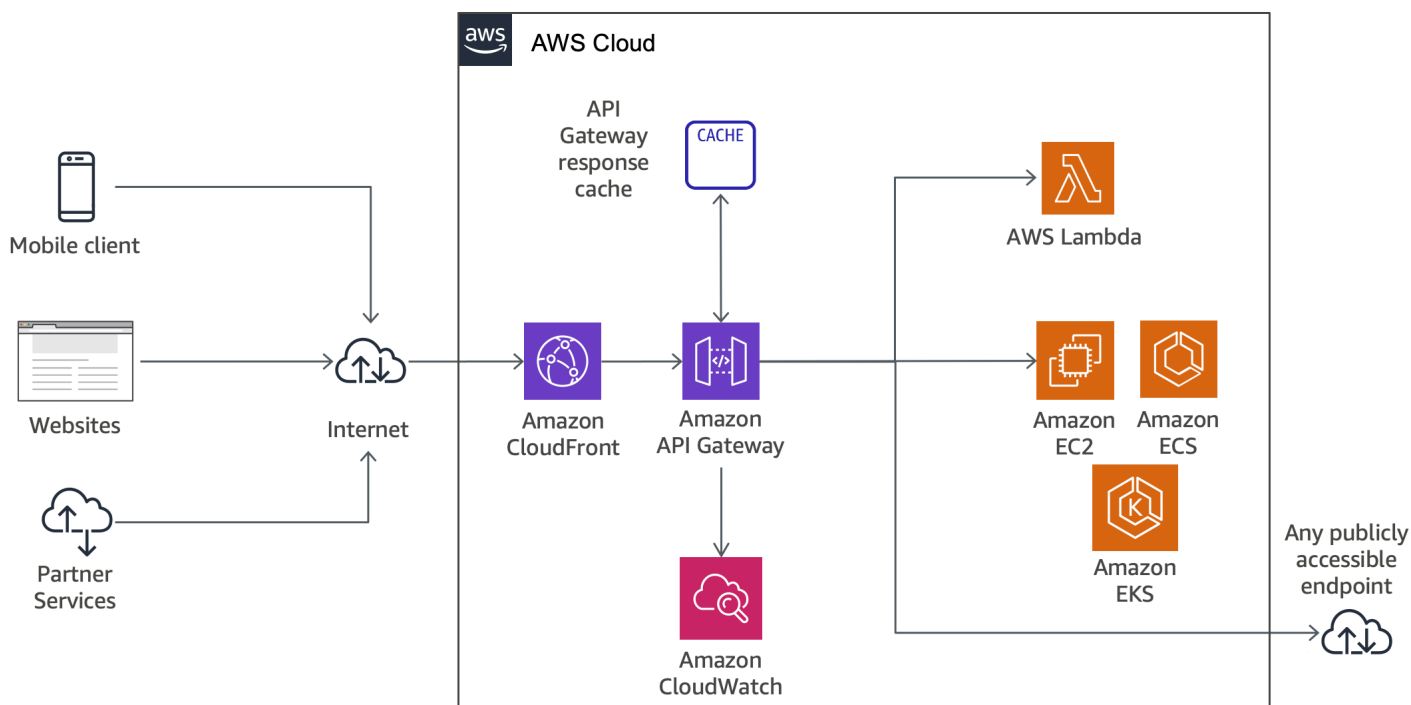 aws
AWS Cloud
API
Gateway
response
cache
CACHE
Mobile client
AWS Lambda
Websites
Internet
Amazon
CloudFront
Amazon
API Gateway
Amazon
EC2
Amazon
ECS
K
Amazon
EKS
Partner
Services
Any publicly
accessible
endpoint
Amazon
CloudWatch